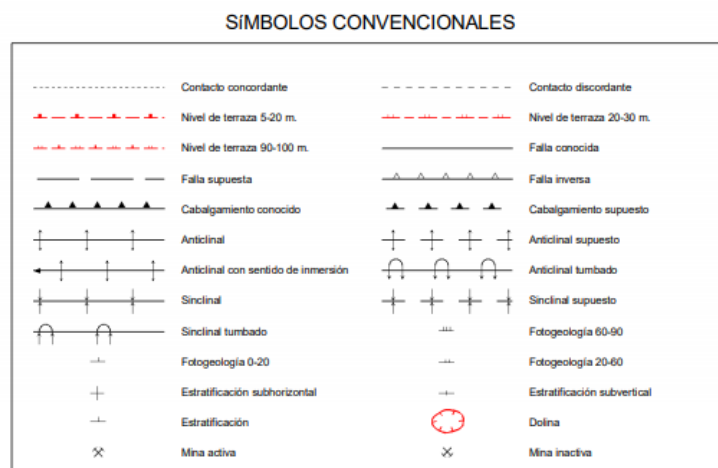 SíMBOLOS CONVENCIONALES
Contacto concordante
Contacto discordante
Nivel de terraza 5-20 m.
Nivel de terraza 20-30 m.
Nivel de terraza 90-100 m.
Falla conocida
Falla supuesta
Falla inversa
Cabalgamiento conocido
Cabalgamiento supuesto
Anticlinal
Anticlinal supuesto
Anticlinal con sentido de inmersión
Anticlinal tumbado
Sinclinal
Sinclinal supuesto
Sinclinal tumbado
Fotogeología 60-90
Fotogeología 0-20
Fotogeología 20-60
Estratificación subhorizontal
Estratificación subvertical
Estratificación
Dolina
Mina activa
Mina inactiva